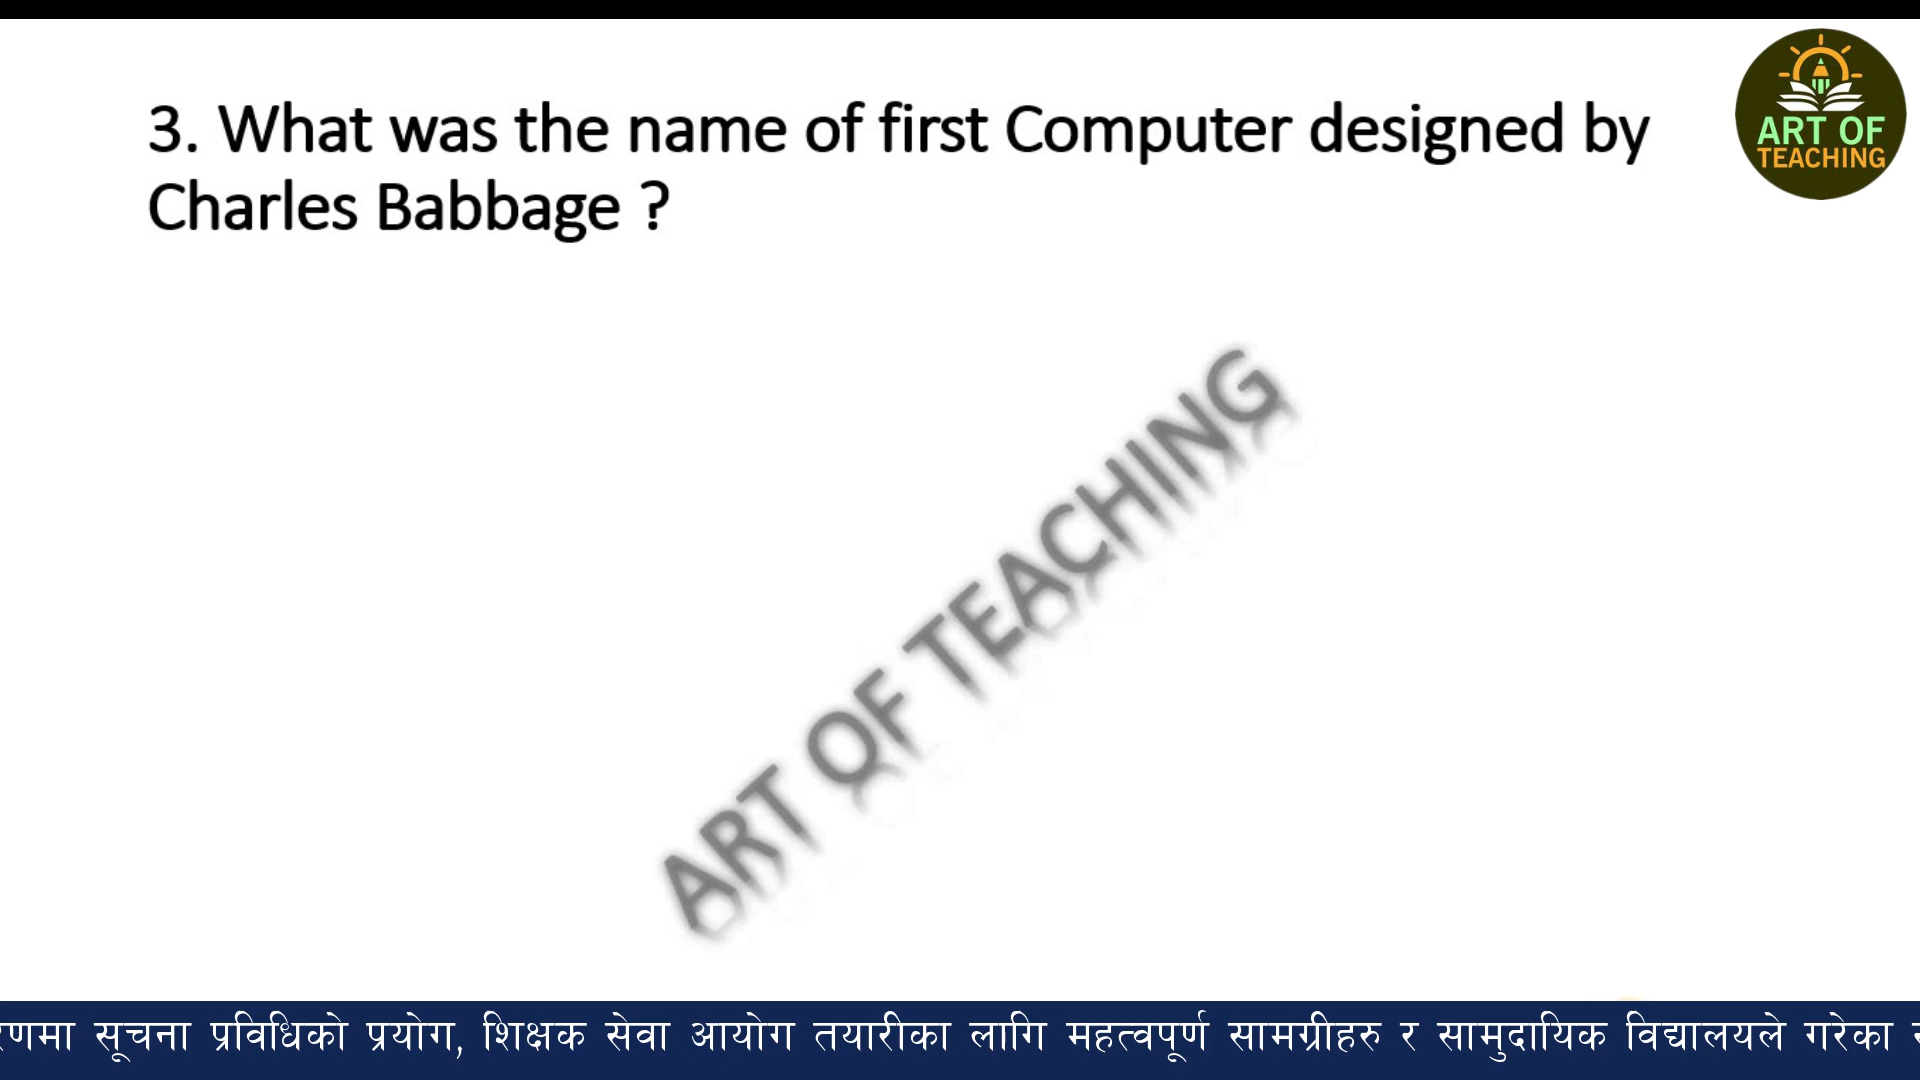 3. What was the name of first Computer designed by
Charles Babbage ?
ART OF
TEACHING
ART OF TEACHING
सूचना प्रविधिको प्रयोग, शिक्षक सेवा आयोग तयारीका लागि महत्वपूर्ण सामग्रीहरु र सामुदायिक विद्यालयले गरेका